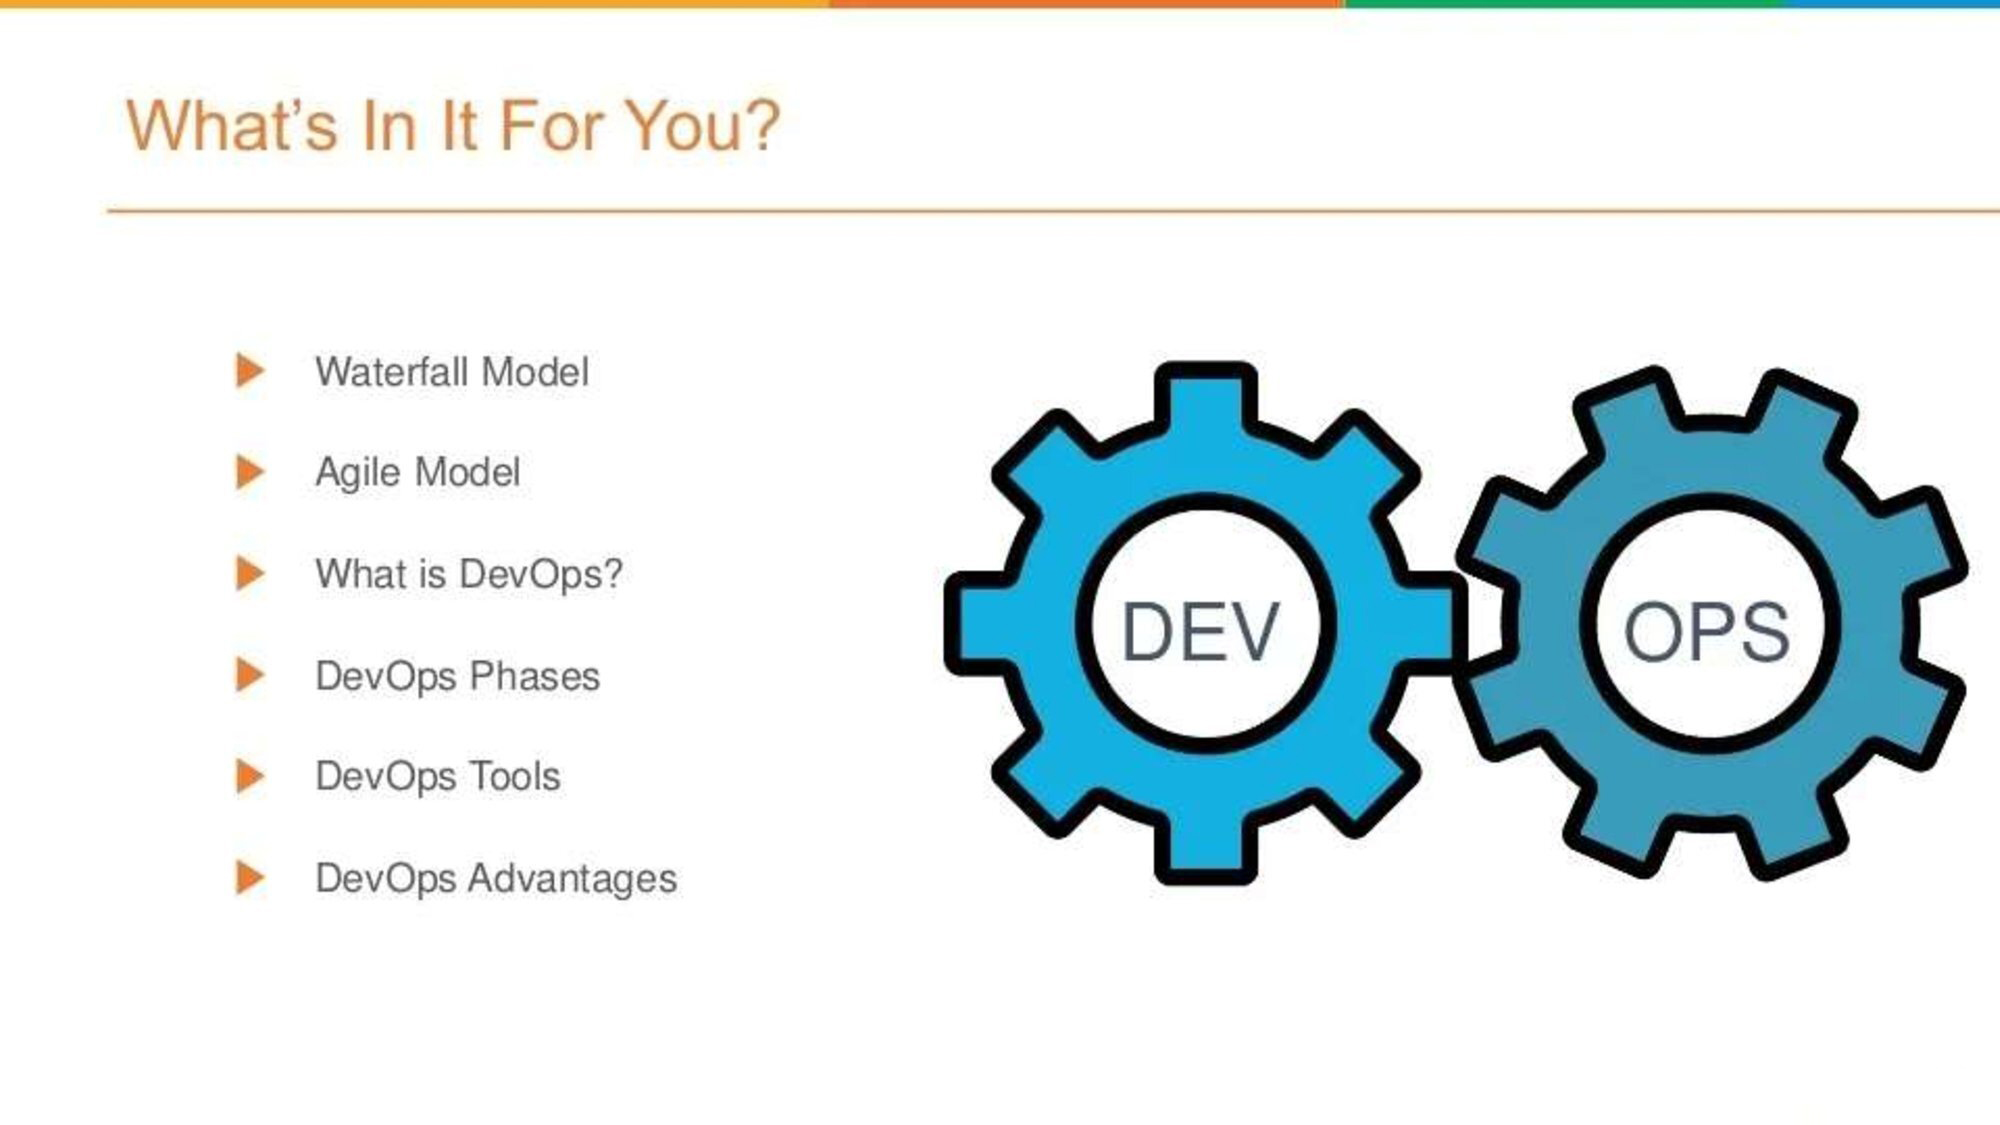 What’s In It For You?
Waterfall Model
Agile Model
What is DevOps?
DevOps Phases
DevOps Tools
DevOps Advantages
DEV
OPS